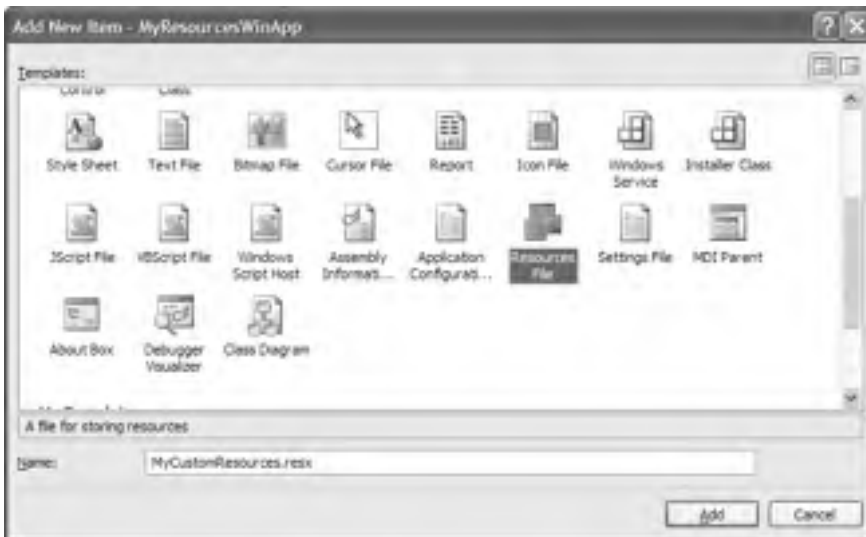 Add New Item - MyResourcesWinApp
Templates:
Control Class
Style Sheet Text File Bitmap File Cursor File Report Icon File Windows Service Installer Class
JScript File VBScript File Windows Script Host Assembly Informati... Application Configurati... Resources File Settings File MDI Parent
About Box Debugger Visualizer Class Diagram
A file for storing resources
Name: MyCustomResources.resx
Add Cancel